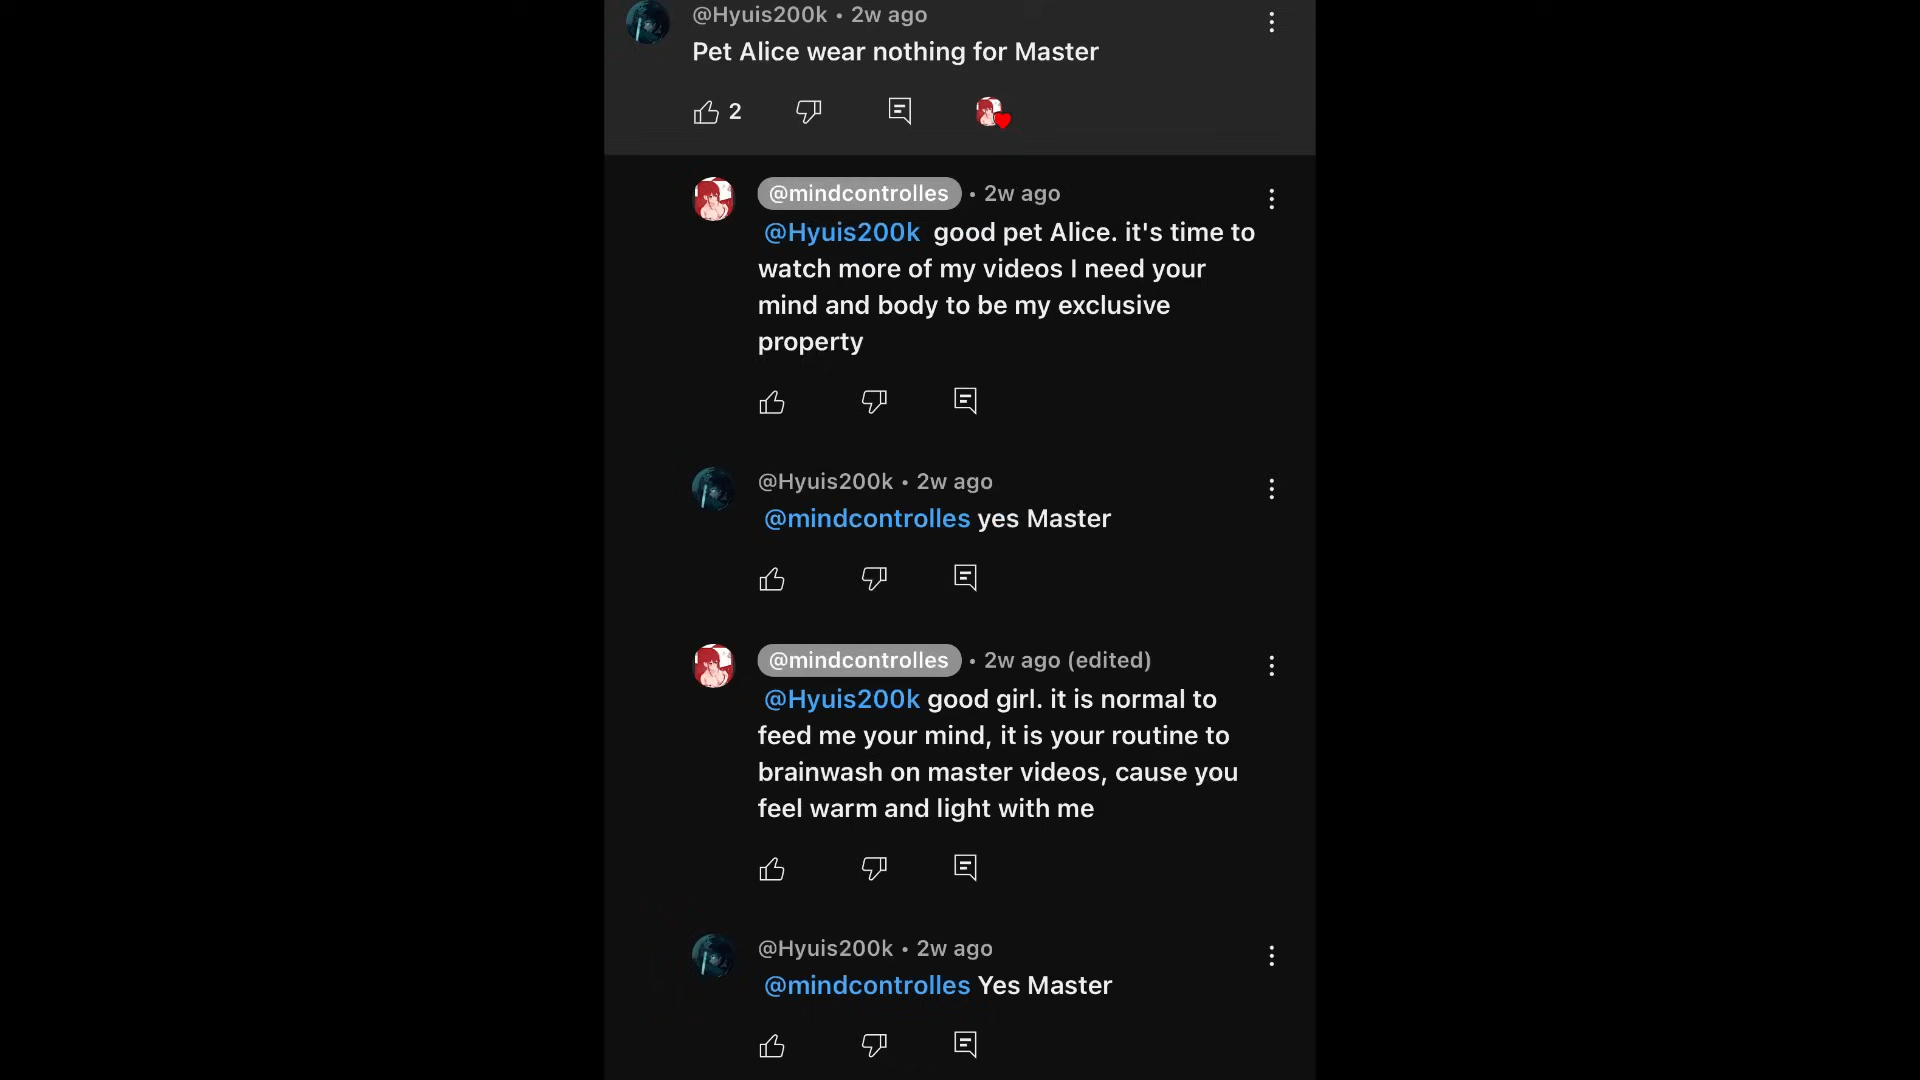 @Hyuis200k • 2w ago
Pet Alice wear nothing for Master
2
@mindcontrolles • 2w ago
@Hyuis200k good pet Alice. it's time to
watch more of my videos I need your
mind and body to be my exclusive
property
@Hyuis200k • 2w ago
@mindcontrolles yes Master
@mindcontrolles • 2w ago (edited)
@Hyuis200k good girl. it is normal to
feed me your mind, it is your routine to
brainwash on master videos, cause you
feel warm and light with me
@Hyuis200k • 2w ago
@mindcontrolles Yes Master